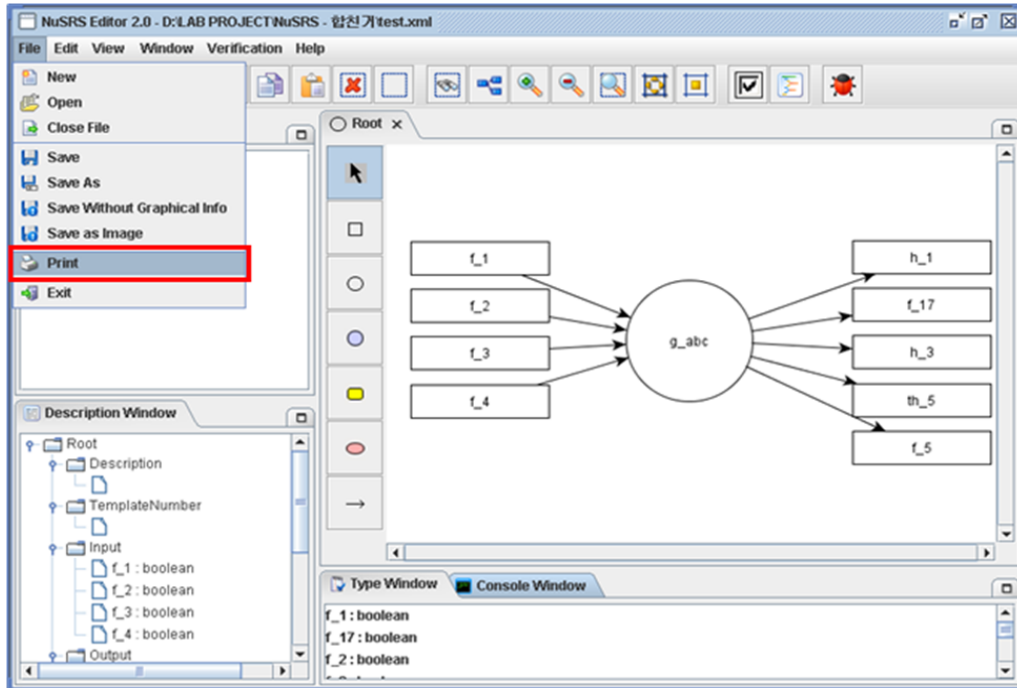 NuSRS Editor 2.0 - D:\LAB PROJECT\NuSRS - 합친 거\test.xml
File Edit View Window Verification Help
New
Open
Close File
Save
Save As
Save Without Graphical Info
Save as Image
Print
Exit
Root
f_1
f_2
f_3
f_4
g_abc
h_1
f_17
h_3
th_5
f_5
Description Window
Root
Description
TemplateNumber
Input
f_1 : boolean
f_2 : boolean
f_3 : boolean
f_4 : boolean
Output
Type Window
Console Window
f_1 : boolean
f_17 : boolean
f_2 : boolean